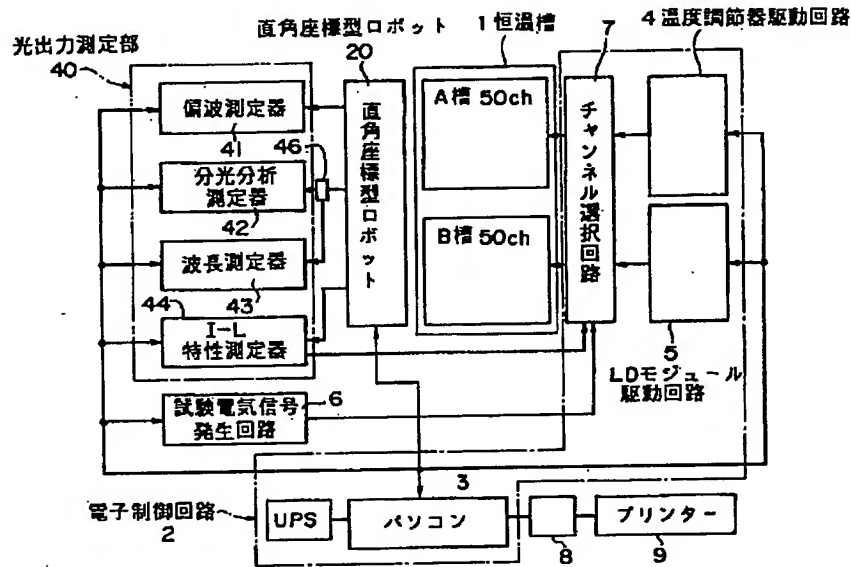 光出力測定部
40
直角座標型ロボット
20
1恒温槽
7
4温度調節器駆動回路
偏波測定器
41
46
分光分析
測定器
42
波長測定器
43
44
I-L
特性測定器
直角座標型ロボット
A槽 50ch
B槽 50ch
チャンネル選択回路
5
LDモジュール
駆動回路
試験電気信号
発生回路
6
電子制御回路
2
UPS
3
パソコン
8
プリンター
9